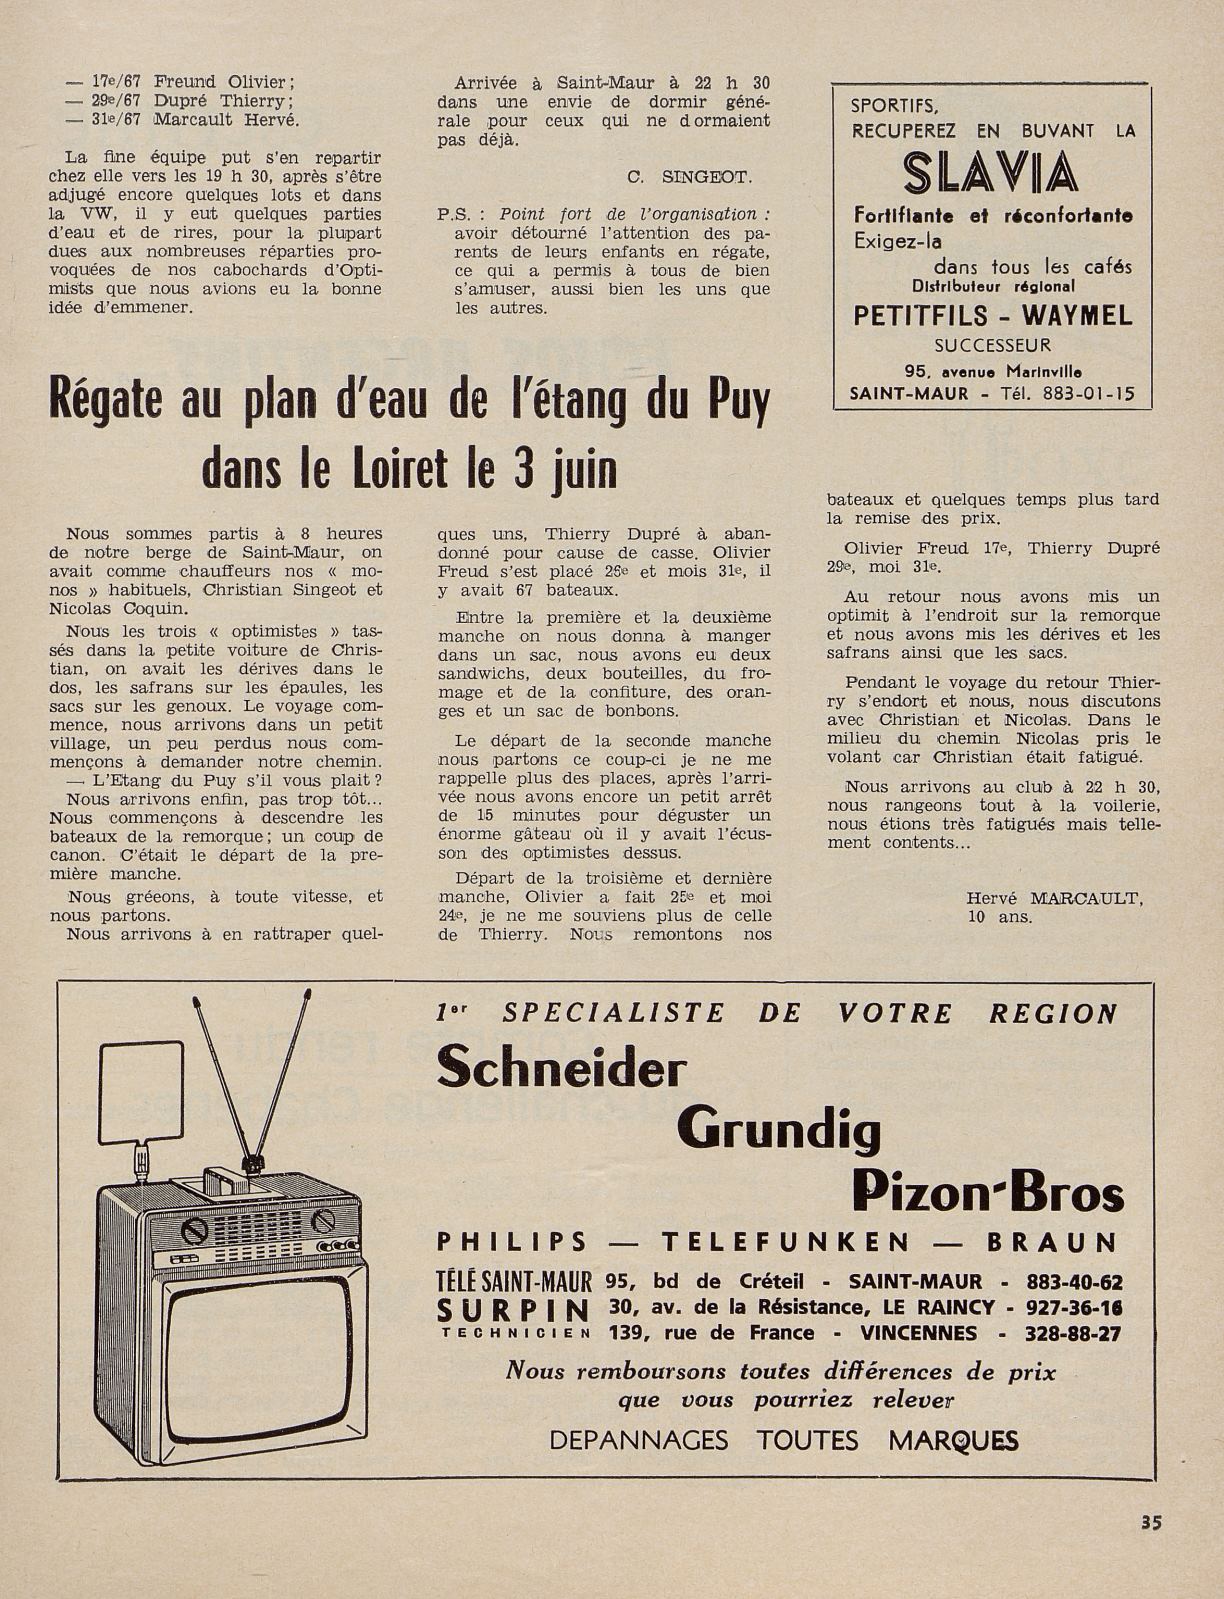 — 17e/67 Freund Olivier ;
— 29e/67 Dupré Thierry ;
— 31e/67 Marcault Hervé.
La fine équipe put s'en repartir
chez elle vers les 19 h 30, après s'être
adjugé encore quelques lots et dans
la VW, il y eut quelques parties
d'eau et de rires, pour la plupart
dues aux nombreuses réparties pro-
voquées de nos cabochards d'Opti-
mists que nous avions eu la bonne
idée d'emmener.
Arrivée à Saint-Maur à 22 h 30
dans une envie de dormir géné-
rale pour ceux qui ne dormaient
pas déjà.
C. SINGEOT.
P.S. : Point fort de l'organisation :
avoir détourné l'attention des pa-
rents de leurs enfants en régate,
ce qui a permis à tous de bien
s'amuser, aussi bien les uns que
les autres.
SPORTIFS,
RECUPEREZ EN BUVANT LA
SLAVIA
Fortifiante et réconfortante
Exigez-la
dans tous les cafés
Distributeur régional
PETITFILS - WAYMEL
SUCCESSEUR
95, avenue Marinville
SAINT-MAUR - Tél. 883-01-15
Régate au plan d'eau de l'étang du Puy
dans le Loiret le 3 juin
Nous sommes partis à 8 heures
de notre berge de Saint-Maur, on
avait comme chauffeurs nos « mo-
nos » habituels, Christian Singeot et
Nicolas Coquin.
Nous les trois « optimistes » tas-
sés dans la petite voiture de Chris-
tian, on avait les dérives dans le
dos, les safrans sur les épaules, les
sacs sur les genoux. Le voyage com-
mence, nous arrivons dans un petit
village, un peu perdus nous com-
mençons à demander notre chemin.
— L'Etang du Puy s'il vous plait ?
Nous arrivons enfin, pas trop tôt...
Nous commençons à descendre les
bateaux de la remorque ; un coup de
canon. C'était le départ de la pre-
mière manche.
Nous gréeons, à toute vitesse, et
nous partons.
Nous arrivons à en rattraper quel-
ques uns, Thierry Dupré à aban-
donné pour cause de casse. Olivier
Freud s'est placé 26e et mois 31e, il
y avait 67 bateaux.
Entre la première et la deuxième
manche on nous donna à manger
dans un sac, nous avons eu deux
sandwichs, deux bouteilles, du fro-
mage et de la confiture, des oran-
ges et un sac de bonbons.
Le départ de la seconde manche
nous partons ce coup-ci je ne me
rappelle plus des places, après l'arri-
vée nous avons encore un petit arrêt
de 15 minutes pour déguster un
énorme gâteau où il y avait l'écus-
son des optimistes dessus.
Départ de la troisième et dernière
manche, Olivier a fait 25e et moi
24e, je ne me souviens plus de celle
de Thierry. Nous remontons nos
bateaux et quelques temps plus tard
la remise des prix.
Olivier Freud 17e, Thierry Dupré
29e, moi 31e.
Au retour nous avons mis un
optimit à l'endroit sur la remorque
et nous avons mis les dérives et les
safrans ainsi que les sacs.
Pendant le voyage du retour Thier-
ry s'endort et nous, nous discutons
avec Christian et Nicolas. Dans le
milieu du chemin Nicolas pris le
volant car Christian était fatigué.
Nous arrivons au club à 22 h 30,
nous rangeons tout à la voilerie,
nous étions très fatigués mais telle-
ment contents...
Hervé MARCAULT,
10 ans.
1er SPECIALISTE DE VOTRE REGION
Schneider
Grundig
Pizon-Bros
PHILIPS — TELEFUNKEN — BRAUN
TÉLÉ SAINT-MAUR 95, bd de Créteil - SAINT-MAUR - 883-40-62
SURPIN 30, av. de la Résistance, LE RAINCY - 927-36-16
TECHNICIEN 139, rue de France - VINCENNES - 328-88-27
Nous remboursons toutes différences de prix
que vous pourriez relever
DEPANNAGES TOUTES MARQUES
35